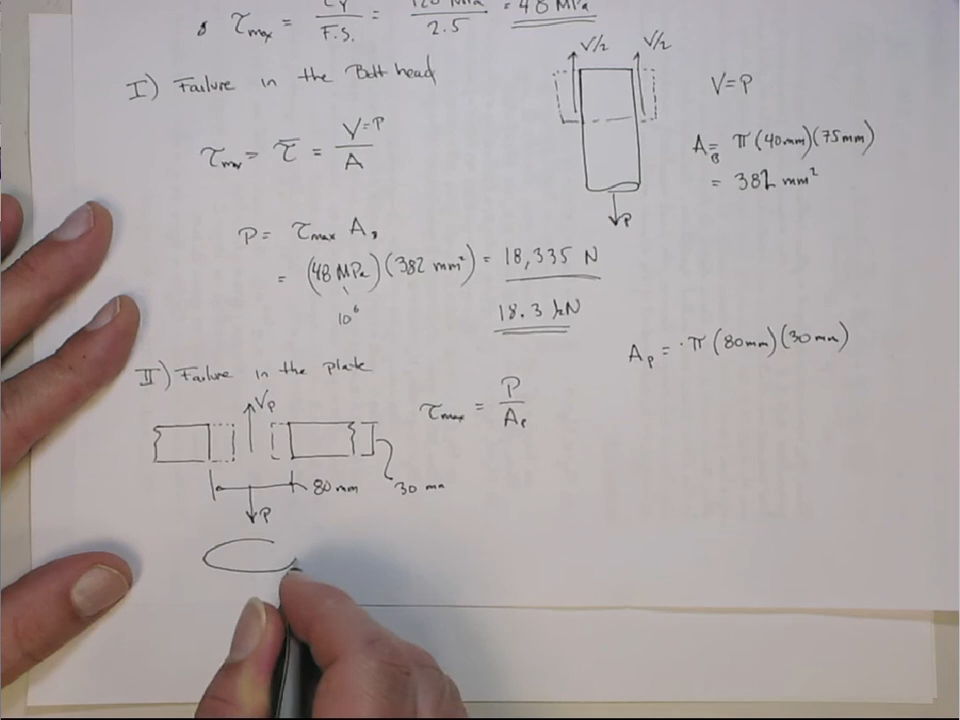 τmax = τy / F.S. = 120 MPa / 2.5 = 48 MPa
I) Failure in the Bolt head
V/2 V/2
V = P
τmax = τ̅ = V=P / A
A_B = π(40mm)(75mm)
= 382 mm²
P
P = τmax A,
= (48 MPa)(382 mm²) = 18,335 N
10⁶
18.3 kN
A_P = π(80mm)(30mm)
II) Failure in the plate
V_P
τmax = P / A_P
80 mm
30 mm
P